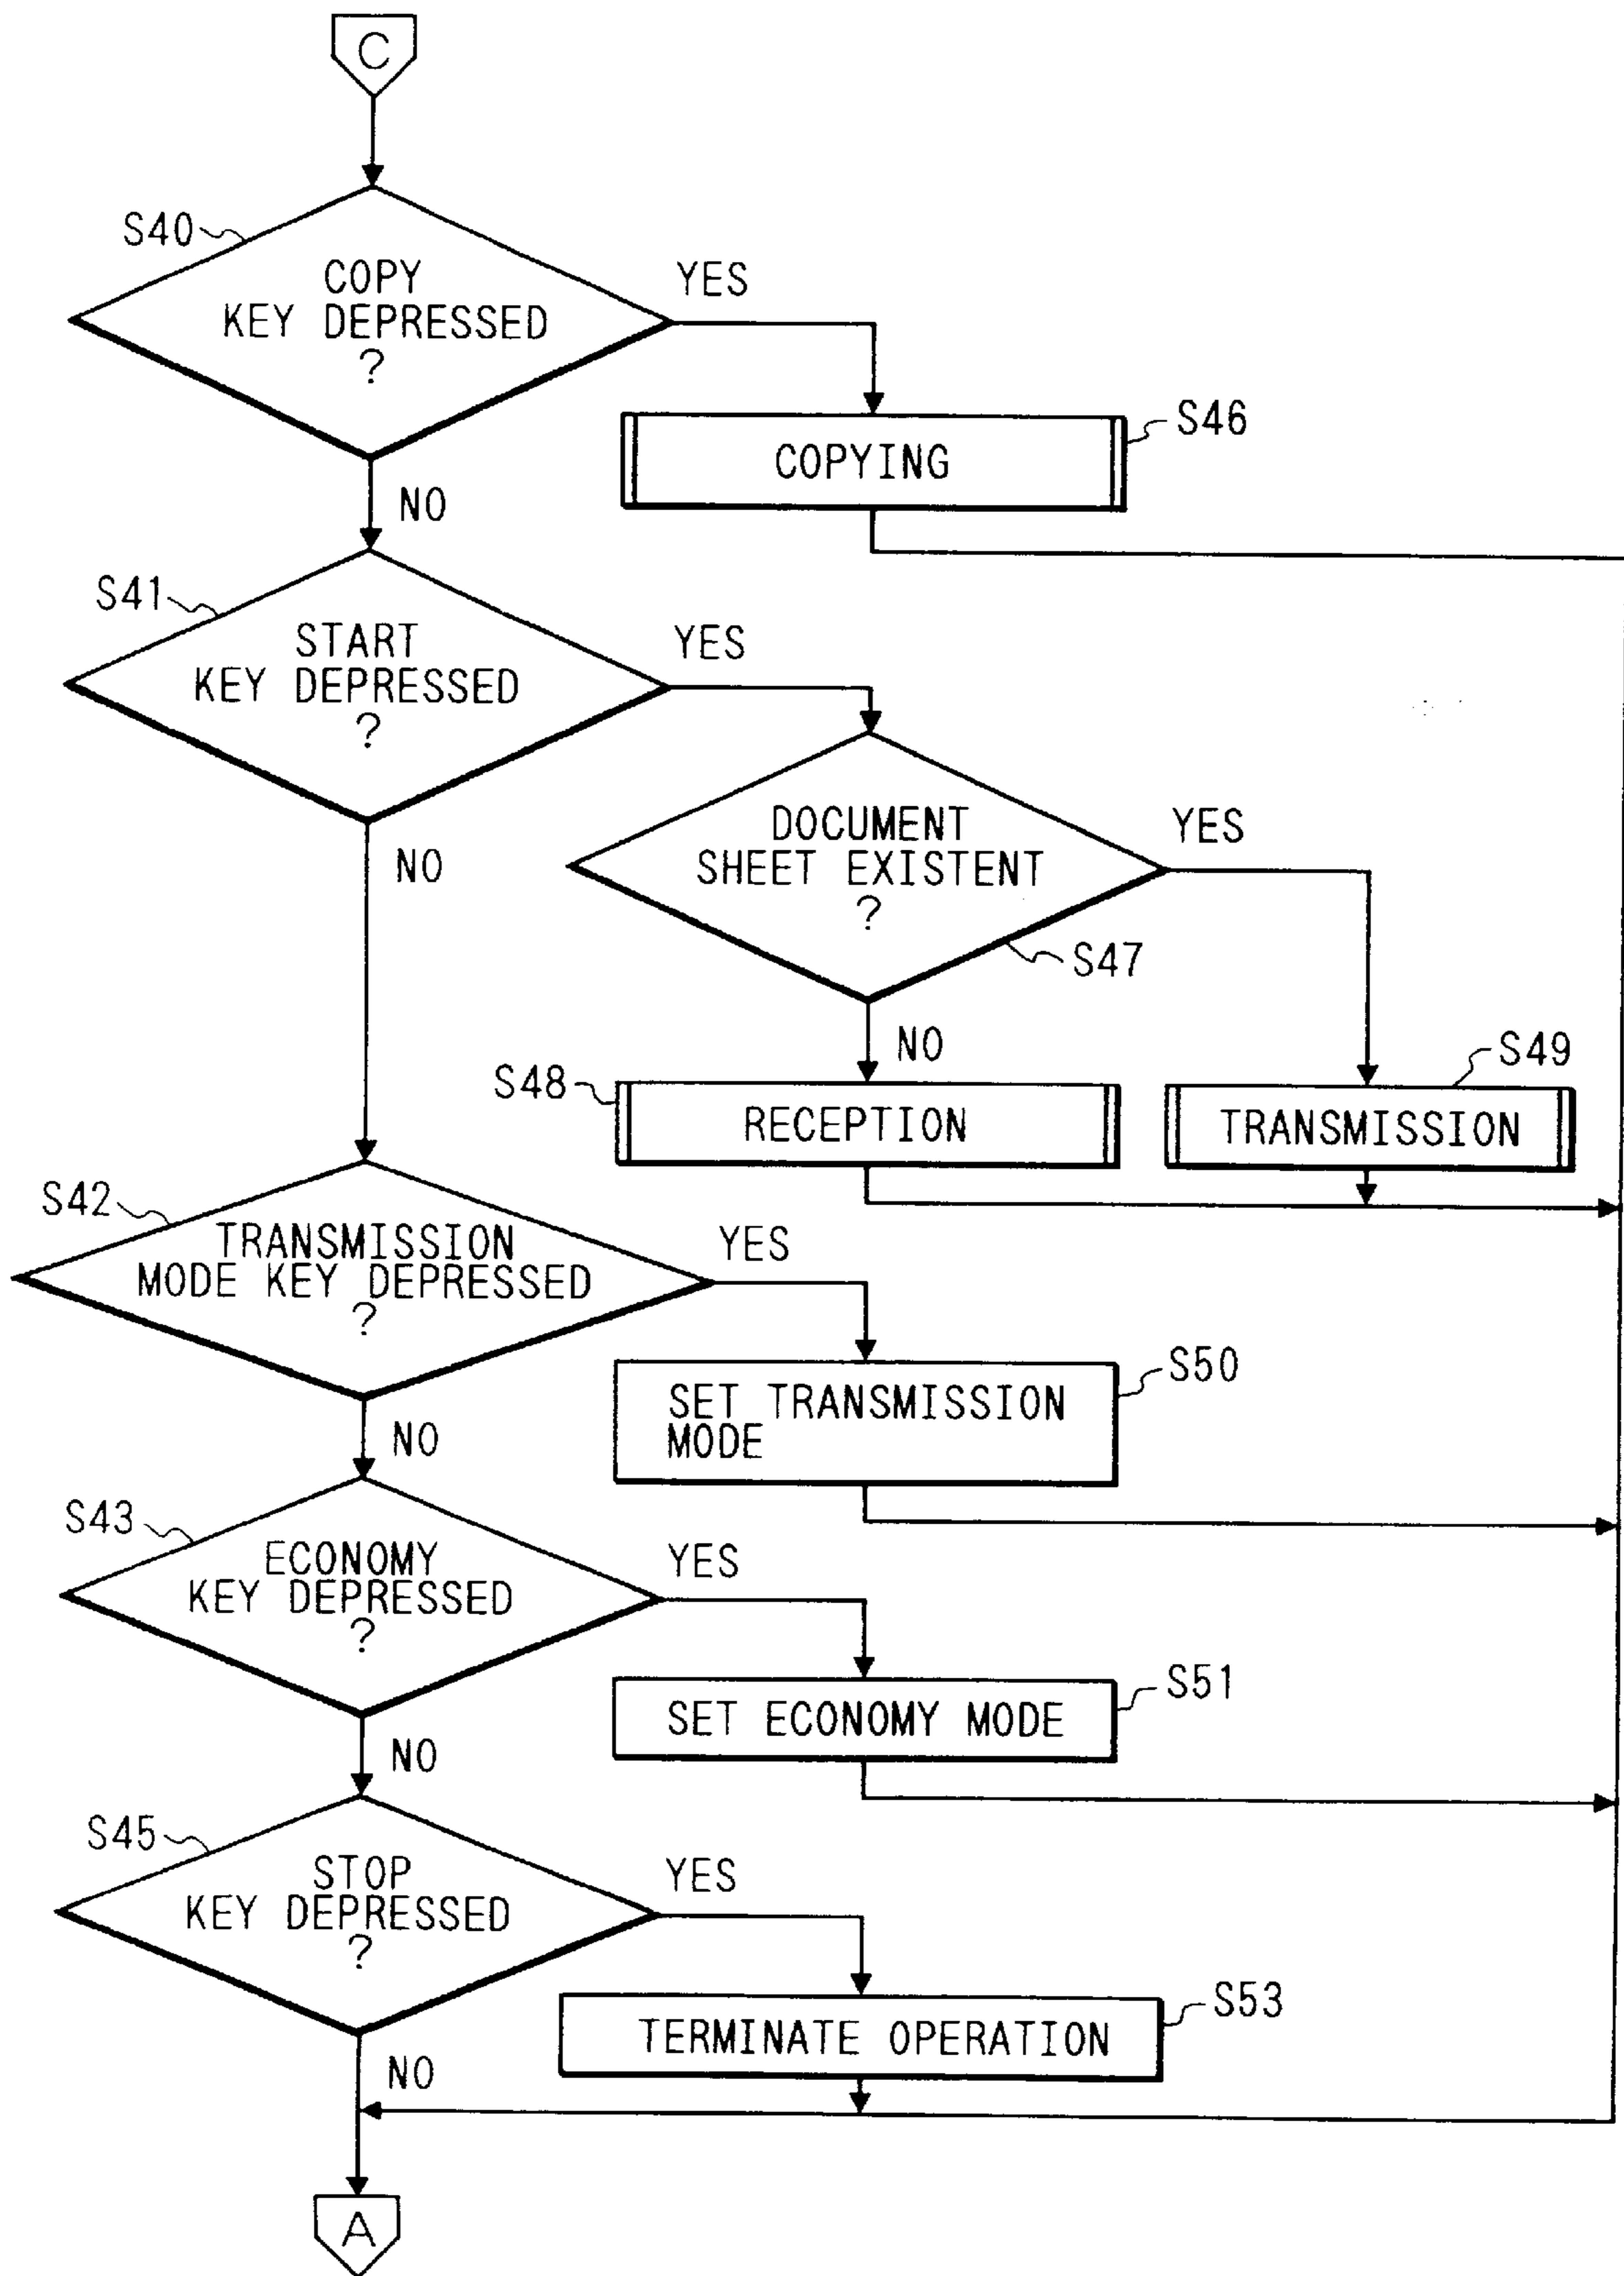 C
S40
COPY
KEY DEPRESSED
?
YES
NO
COPYING
S46
S41
START
KEY DEPRESSED
?
YES
NO
DOCUMENT
SHEET EXISTENT
?
YES
S47
NO
S48
RECEPTION
S49
TRANSMISSION
S42
TRANSMISSION
MODE KEY DEPRESSED
?
YES
NO
S50
SET TRANSMISSION
MODE
S43
ECONOMY
KEY DEPRESSED
?
YES
NO
S51
SET ECONOMY MODE
S45
STOP
KEY DEPRESSED
?
YES
NO
S53
TERMINATE OPERATION
A